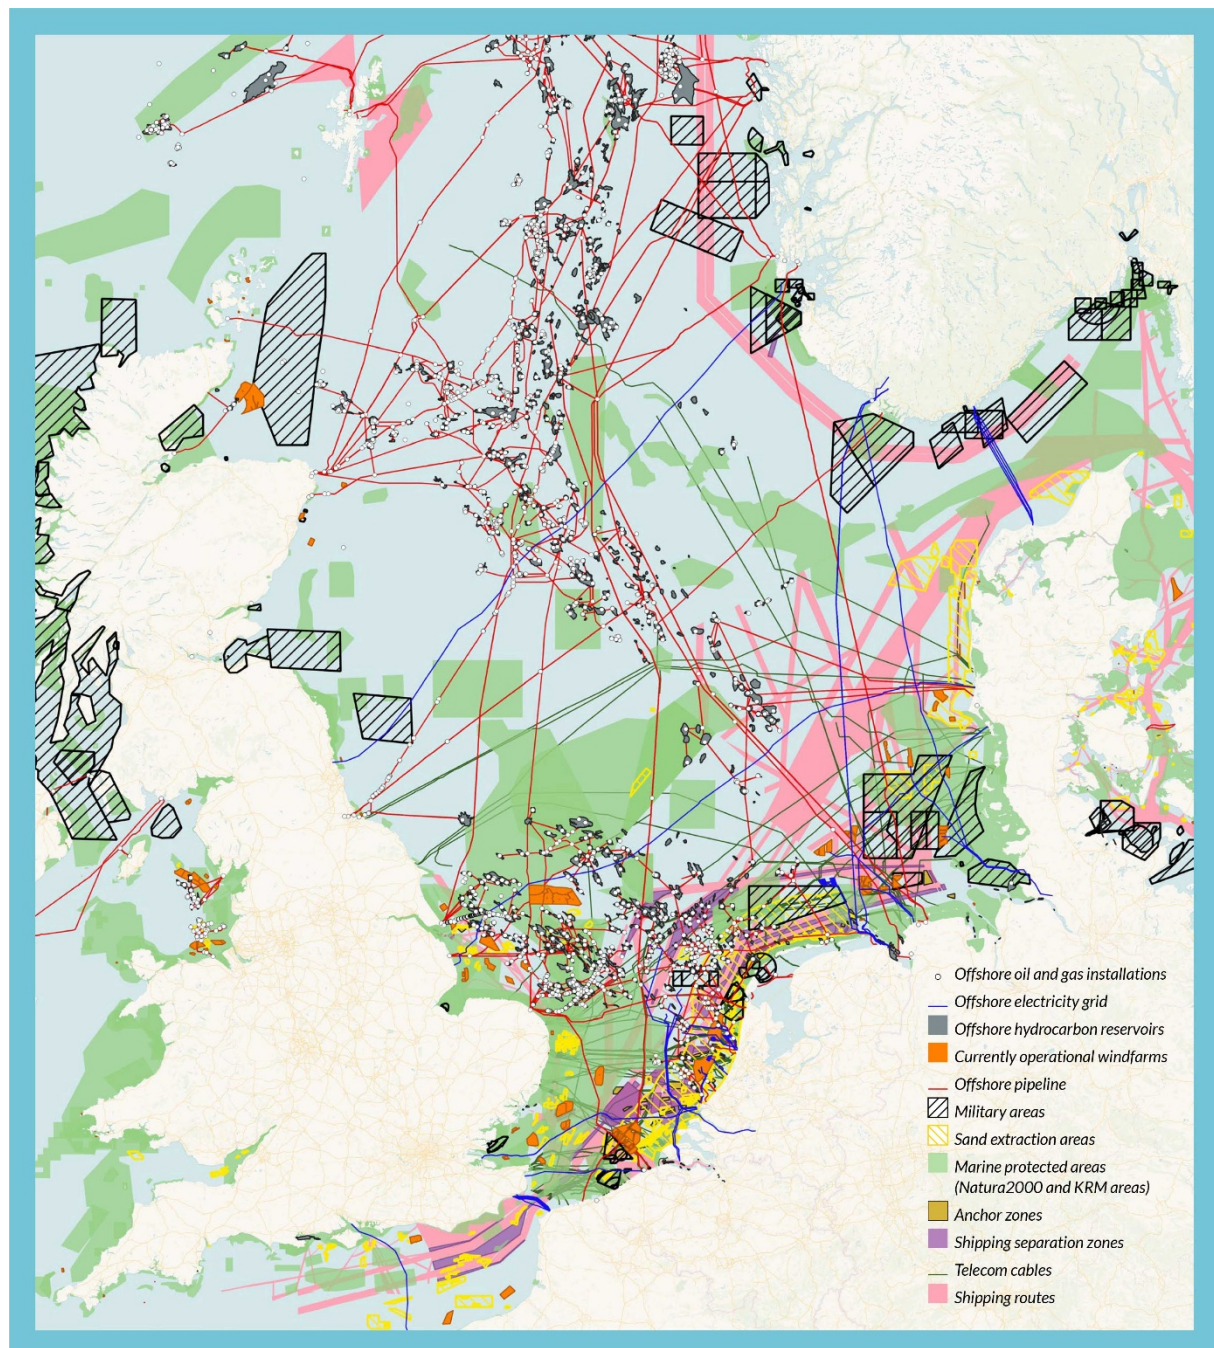 Offshore oil and gas installations
Offshore electricity grid
Offshore hydrocarbon reservoirs
Currently operational windfarms
Offshore pipeline
Military areas
Sand extraction areas
Marine protected areas
(Natura2000 and KRM areas)
Anchor zones
Shipping separation zones
Telecom cables
Shipping routes